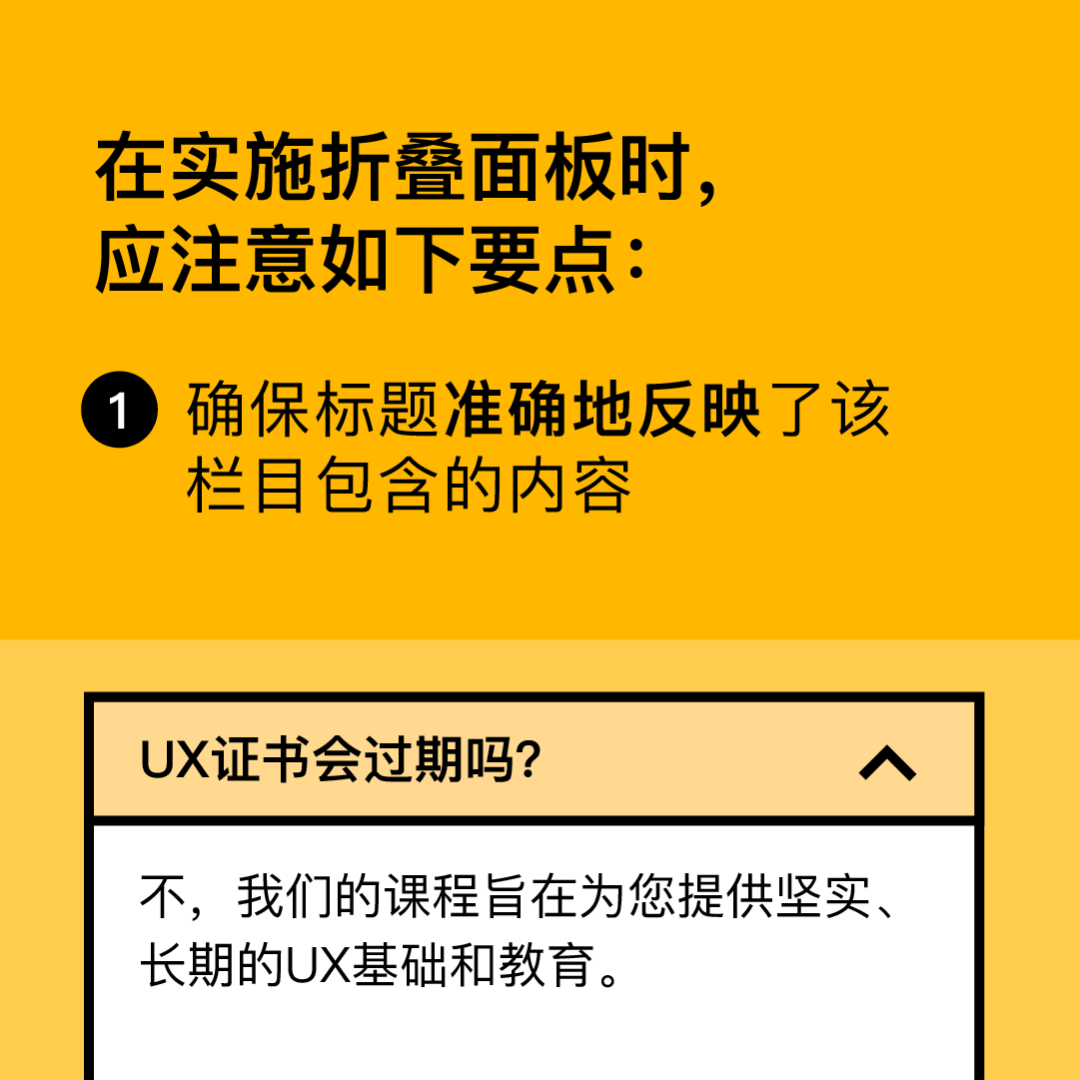 在实施折叠面板时，
应注意如下要点：
1 确保标题准确地反映了该
栏目包含的内容
UX证书会过期吗?
不，我们的课程旨在为您提供坚实、
长期的UX基础和教育。